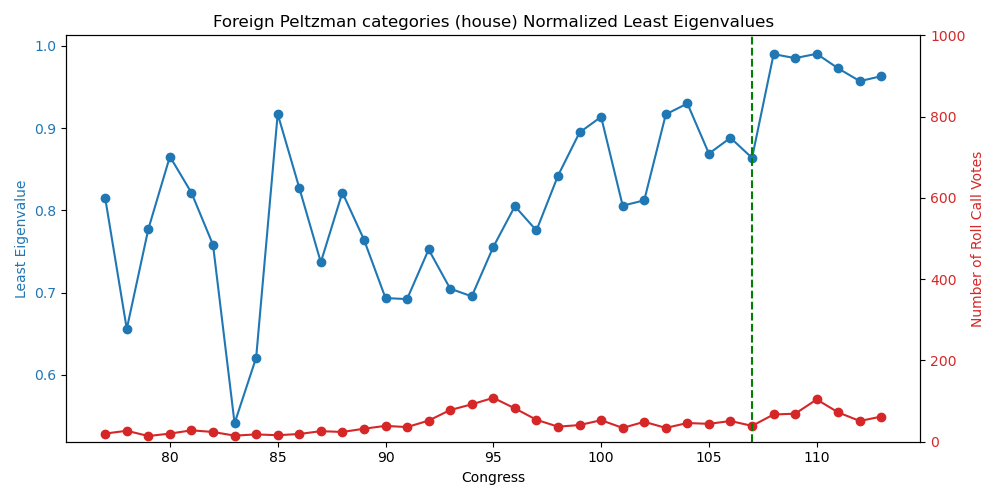 Foreign Peltzman categories (house) Normalized Least Eigenvalues
Least Eigenvalue
1.0
0.9
0.8
0.7
0.6
1000
800
600
400
200
0
Number of Roll Call Votes
80 85 90 95 100 105 110
Congress